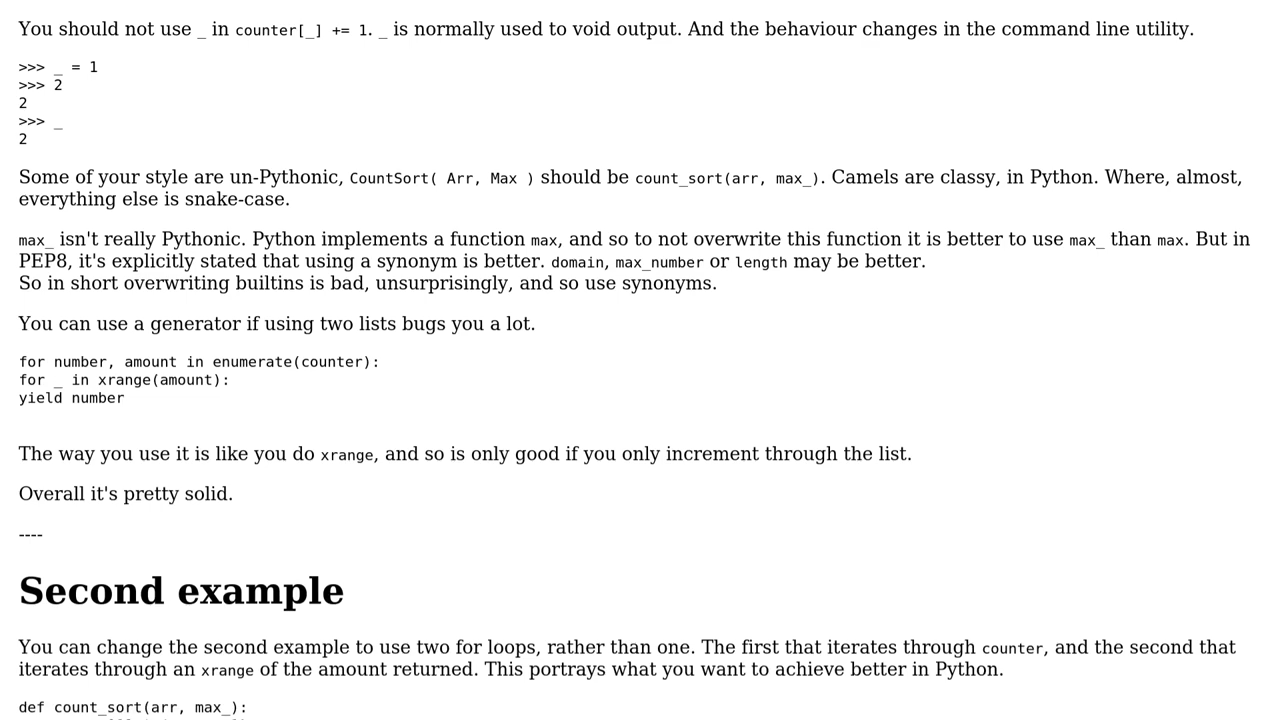 You should not use _ in counter[_] += 1. _ is normally used to void output. And the behaviour changes in the command line utility.
>>> _ = 1
>>> 2
2
>>> _
2
Some of your style are un-Pythonic, CountSort( Arr, Max ) should be count_sort(arr, max_). Camels are classy, in Python. Where, almost,
everything else is snake-case.
max_ isn't really Pythonic. Python implements a function max, and so to not overwrite this function it is better to use max_ than max. But in
PEP8, it's explicitly stated that using a synonym is better. domain, max_number or length may be better.
So in short overwriting builtins is bad, unsurprisingly, and so use synonyms.
You can use a generator if using two lists bugs you a lot.
for number, amount in enumerate(counter):
for _ in xrange(amount):
yield number
The way you use it is like you do xrange, and so is only good if you only increment through the list.
Overall it's pretty solid.
----
Second example
You can change the second example to use two for loops, rather than one. The first that iterates through counter, and the second that
iterates through an xrange of the amount returned. This portrays what you want to achieve better in Python.
def count_sort(arr, max_):